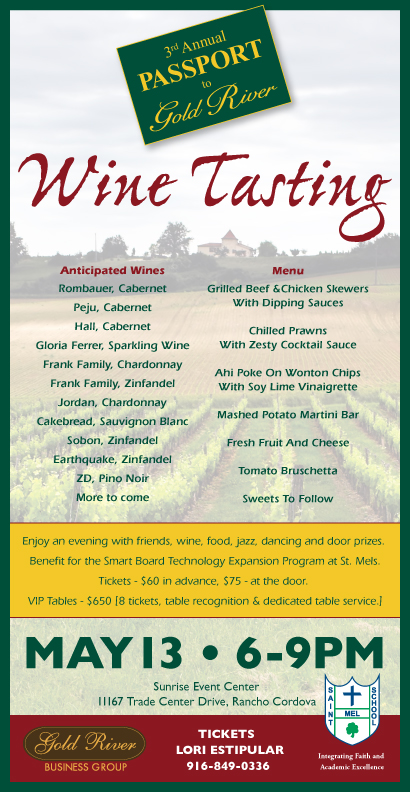 3rd Annual
PASSPORT
to
Gold River
Wine Tasting
Anticipated Wines
Rombauer, Cabernet
Peju, Cabernet
Hall, Cabernet
Gloria Ferrer, Sparkling Wine
Frank Family, Chardonnay
Frank Family, Zinfandel
Jordan, Chardonnay
Cakebread, Sauvignon Blanc
Sobon, Zinfandel
Earthquake, Zinfandel
ZD, Pino Noir
More to come
Menu
Grilled Beef &Chicken Skewers
With Dipping Sauces
Chilled Prawns
With Zesty Cocktail Sauce
Ahi Poke On Wonton Chips
With Soy Lime Vinaigrette
Mashed Potato Martini Bar
Fresh Fruit And Cheese
Tomato Bruschetta
Sweets To Follow
Enjoy an evening with friends, wine, food, jazz, dancing and door prizes.
Benefit for the Smart Board Technology Expansion Program at St. Mels.
Tickets - $60 in advance, $75 - at the door.
VIP Tables - $650 [8 tickets, table recognition & dedicated table service.]
MAY13 • 6-9PM
Sunrise Event Center
11167 Trade Center Drive, Rancho Cordova
Gold River
BUSINESS GROUP
TICKETS
LORI ESTIPULAR
916-849-0336
SAINT
MEL
SCHOOL
Integrating Faith and
Academic Excellence